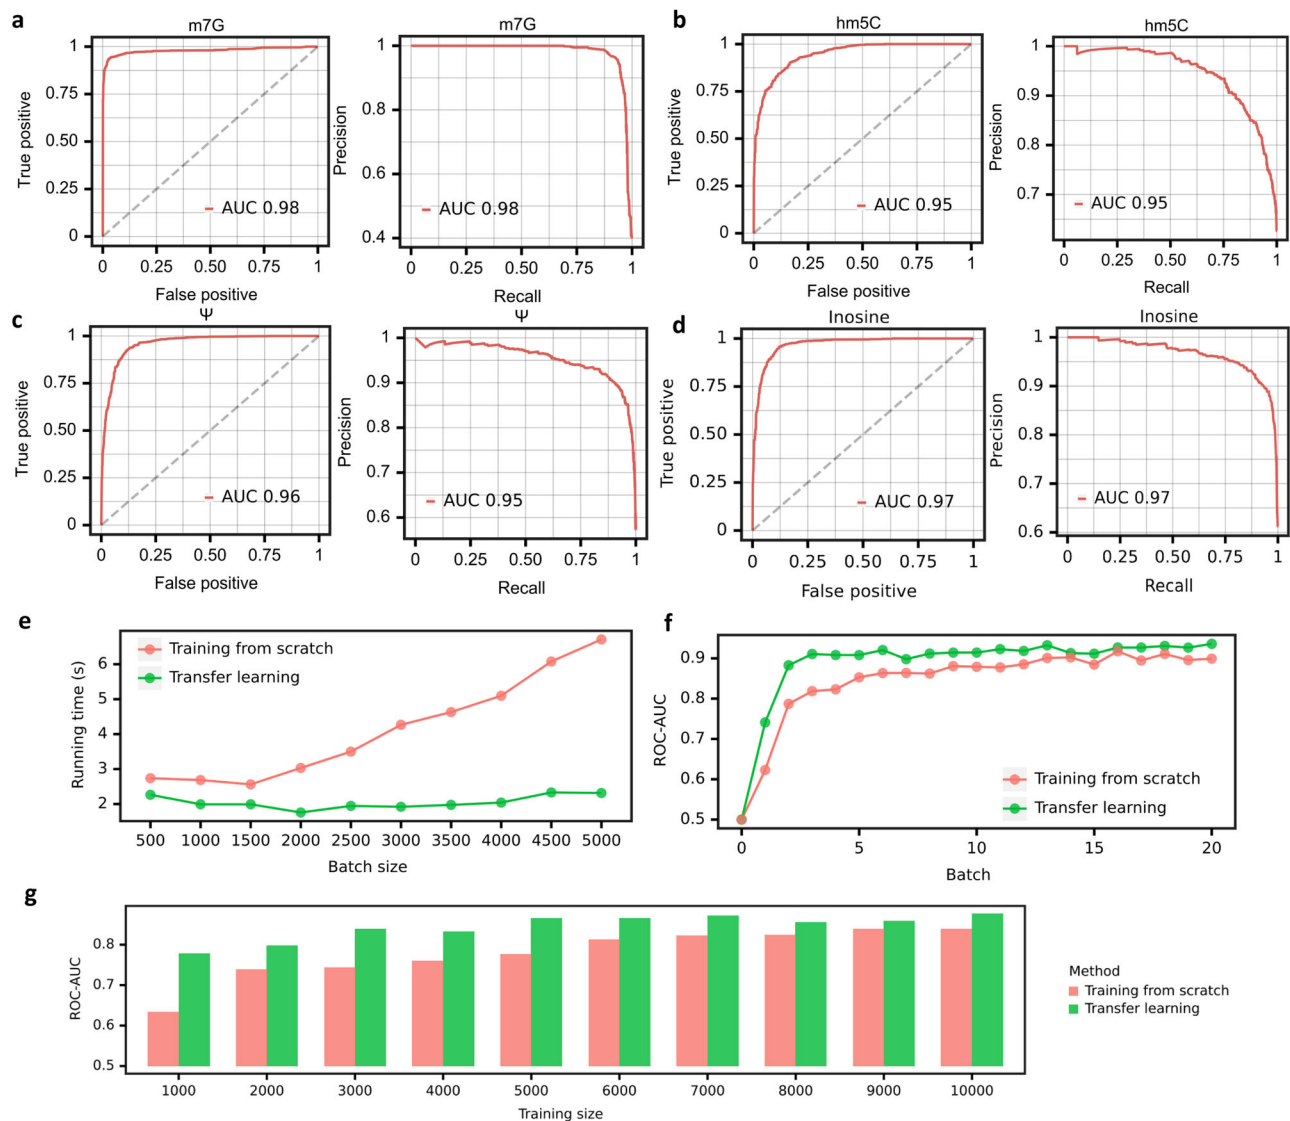 a
m7G
1
0.75
0.50
0.25
0
True positive
AUC 0.98
0 0.25 0.50 0.75 1
False positive
m7G
1
0.8
0.6
0.4
Precision
AUC 0.98
0 0.25 0.50 0.75 1
Recall
b
hm5C
1
0.75
0.50
0.25
0
True positive
AUC 0.95
0 0.25 0.50 0.75 1
False positive
hm5C
1
0.9
0.8
0.7
Precision
AUC 0.95
0 0.25 0.50 0.75 1
Recall
c
Ψ
1
0.75
0.50
0.25
0
True positive
AUC 0.96
0 0.25 0.50 0.75 1
False positive
Ψ
1
0.9
0.8
0.7
0.6
Precision
AUC 0.95
0 0.25 0.50 0.75 1
Recall
d
Inosine
1
0.75
0.50
0.25
0
True positive
AUC 0.97
0 0.25 0.50 0.75 1
False positive
Inosine
1
0.9
0.8
0.7
0.6
Precision
AUC 0.97
0 0.25 0.50 0.75 1
Recall
e
Training from scratch
Transfer learning
6
5
4
3
2
Running time (s)
500 1000 1500 2000 2500 3000 3500 4000 4500 5000
Batch size
f
0.9
0.8
0.7
0.6
0.5
ROC-AUC
Training from scratch
Transfer learning
0 5 10 15 20
Batch
g
0.8
0.7
0.6
0.5
ROC-AUC
1000 2000 3000 4000 5000 6000 7000 8000 9000 10000
Training size
Method
Training from scratch
Transfer learning